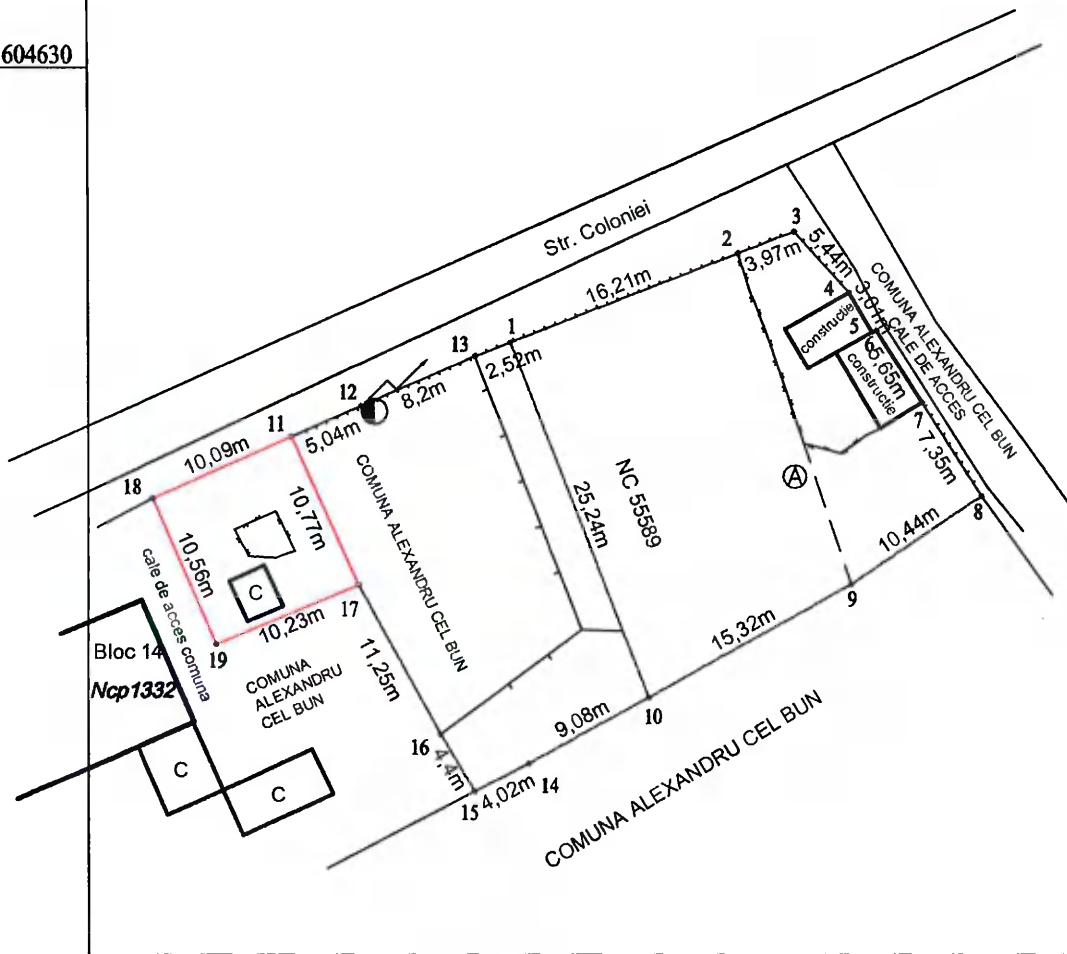 604630
Str. Coloniei
3
2
5,44m
3,97m
COMUNA ALEXANDRU CEL BUN
CALE DE ACCES
16,21m
4
3,01m
constructie
5
6
5,65m
constructie
1
13
2,52m
8,2m
12
7
7,35m
11
5,04m
10,09m
COMUNA ALEXANDRU CEL BUN
NC 55589
18
10,77m
25,24m
A
8
10,44m
10,56m
cale de acces comuna
C
17
9
10,23m
15,32m
Bloc 14
19
11,25m
Ncp1332
COMUNA
ALEXANDRU
CEL BUN
10
9,08m
16
4,4m
COMUNA ALEXANDRU CEL BUN
C
14
C
15
4,02m